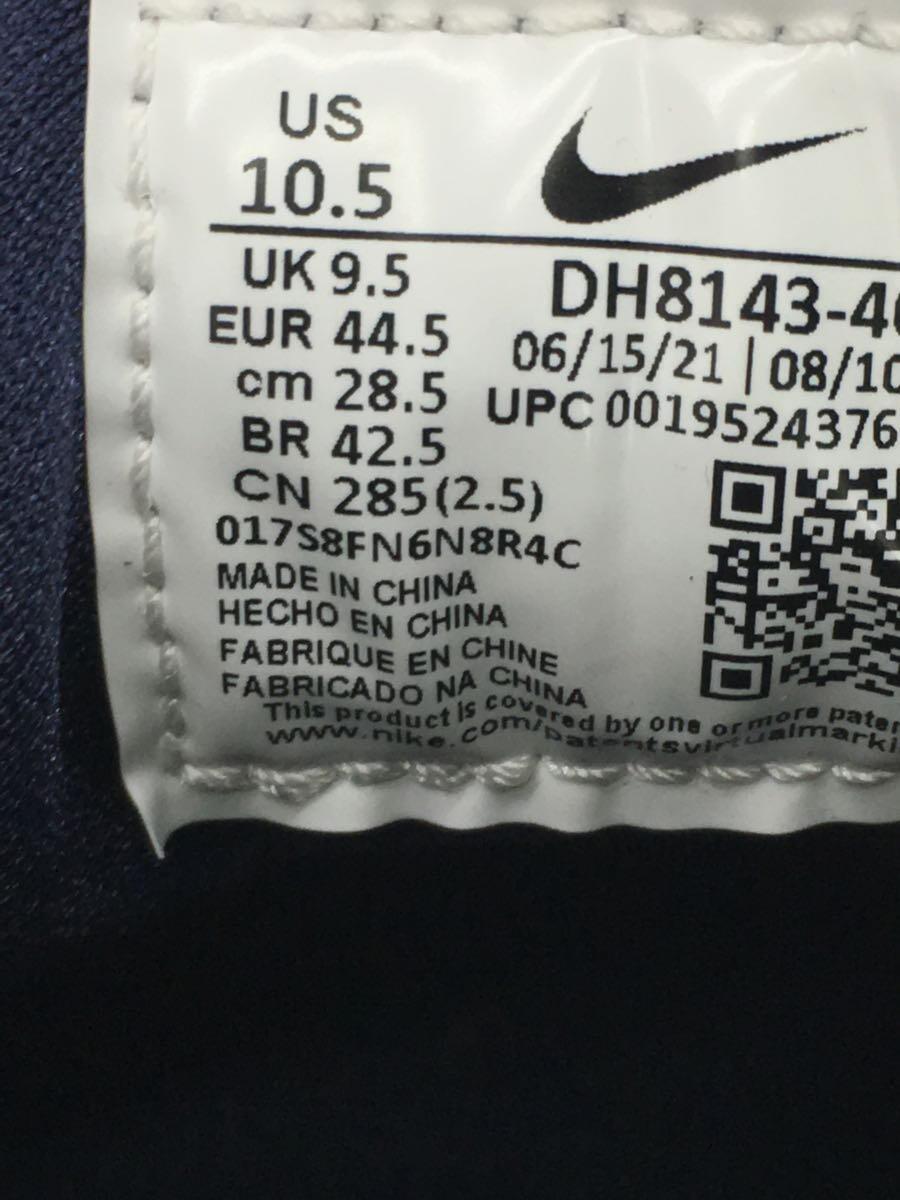 US
10.5
UK 9.5
EUR 44.5
cm 28.5
BR 42.5
CN 285(2.5)
DH8143-4
06/15/21 | 08/10
UPC 0019524376
017S8FN6N8R4C
MADE IN CHINA
HECHO EN CHINA
FABRIQUE EN CHINE
FABRICADO NA CHINA
This product is covered by one or more
www.nike.com/patentsvirtualmarki